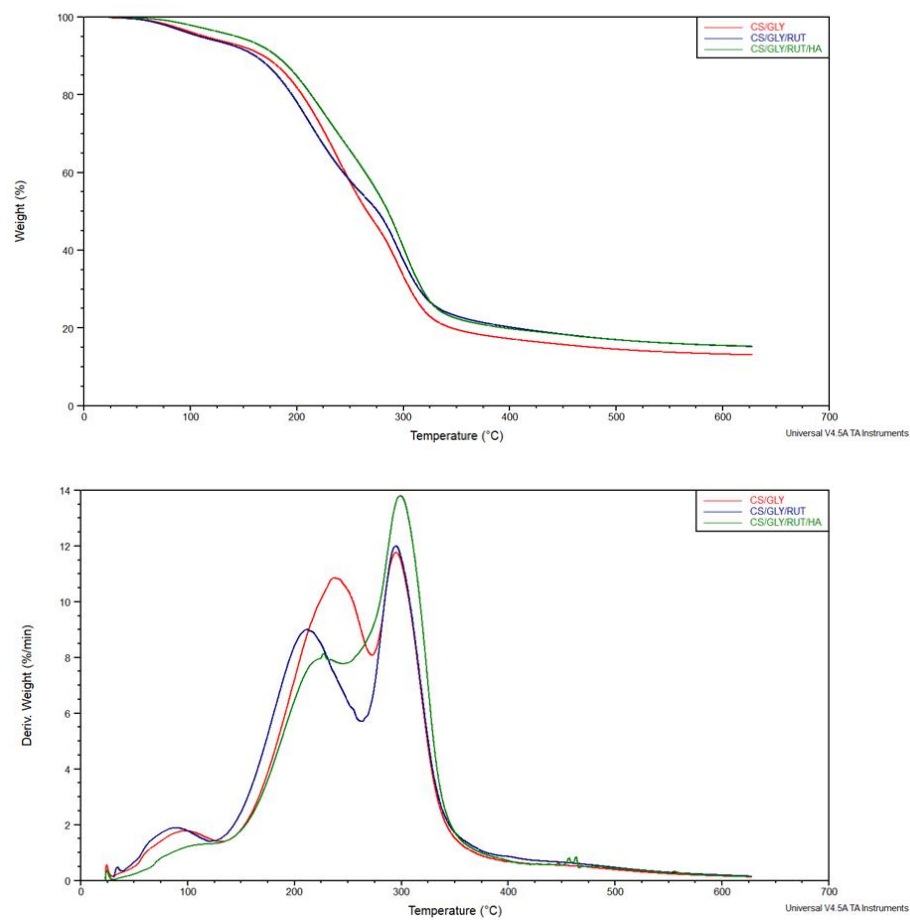 100
80
60
40
20
0
Weight (%)
CS/GLY
CS/GLY/RUT
CS/GLY/RUT/HA
0 100 200 300 400 500 600 700
Temperature (°C)
Universal V4.5A TA Instruments
14
12
10
8
6
4
2
0
Deriv. Weight (%/min)
CS/GLY
CS/GLY/RUT
CS/GLY/RUT/HA
0 100 200 300 400 500 600 700
Temperature (°C)
Universal V4.5A TA Instruments